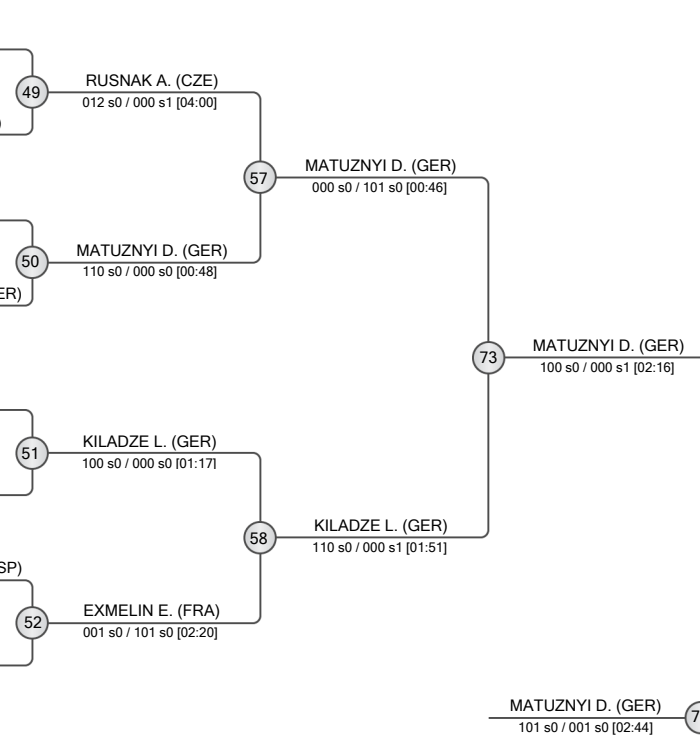 RUSNAK A. (CZE)
49
012 s0 / 000 s1 [04:00]
)
MATUZNYI D. (GER)
57
000 s0 / 101 s0 [00:46]
MATUZNYI D. (GER)
50
110 s0 / 000 s0 [00:48]
ER)
MATUZNYI D. (GER)
73
100 s0 / 000 s1 [02:16]
KILADZE L. (GER)
51
100 s0 / 000 s0 [01:17]
KILADZE L. (GER)
58
110 s0 / 000 s1 [01:51]
SP)
EXMELIN E. (FRA)
52
001 s0 / 101 s0 [02:20]
MATUZNYI D. (GER)
7
101 s0 / 001 s0 [02:44]